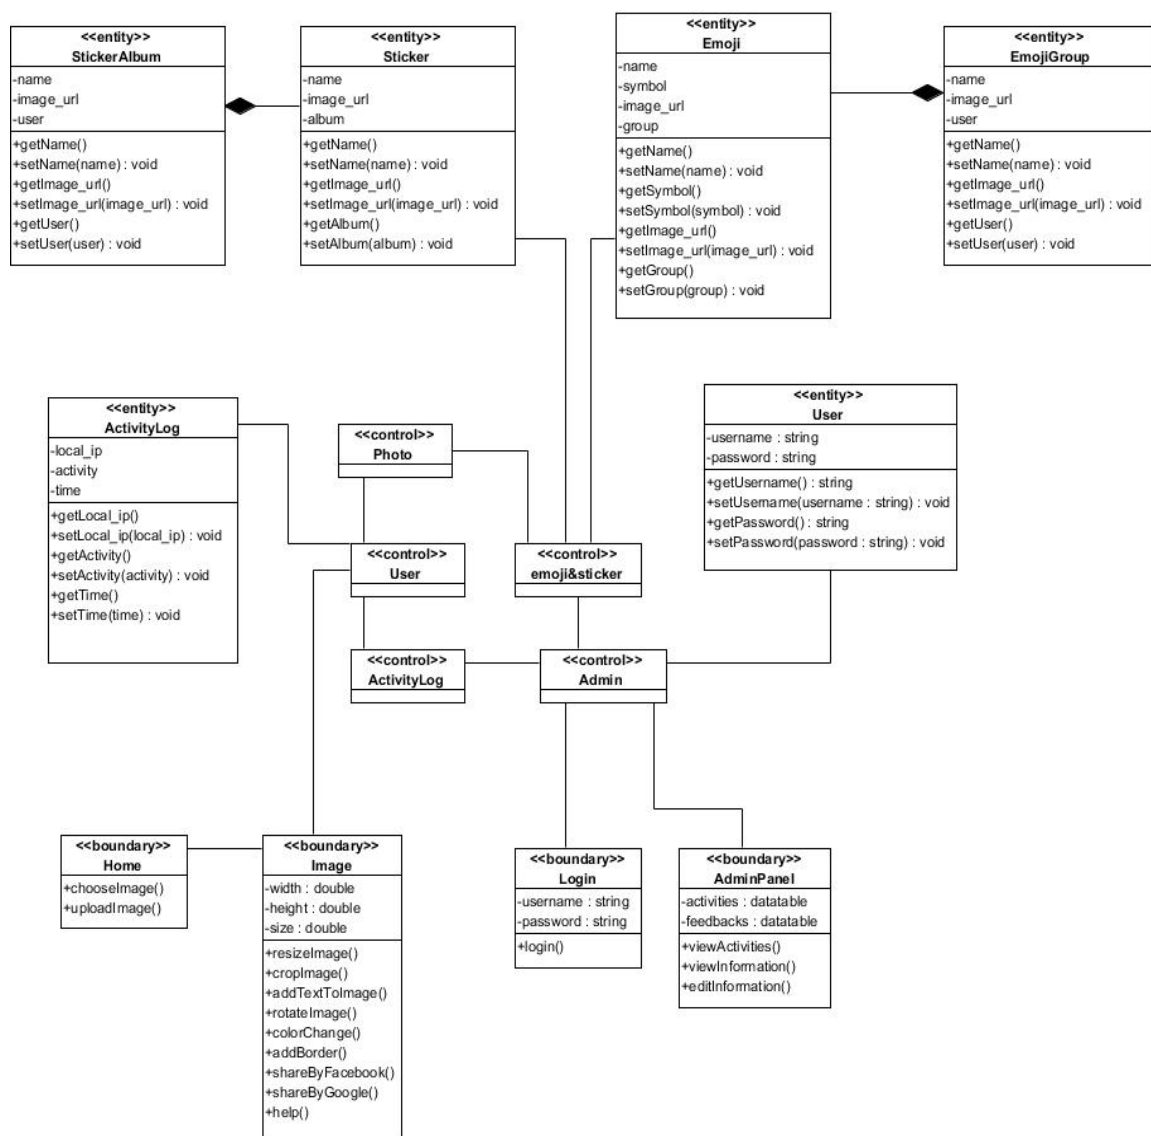 <<entity>>
StickerAlbum
-name
-image_url
-user
+getName()
+setName(name) : void
+getImage_url()
+setImage_url(image_url) : void
+getUser()
+setUser(user) : void
<<entity>>
Sticker
-name
-image_url
-album
+getName()
+setName(name) : void
+getImage_url()
+setImage_url(image_url) : void
+getAlbum()
+setAlbum(album) : void
<<entity>>
Emoji
-name
-symbol
-image_url
-group
+getName()
+setName(name) : void
+getSymbol()
+setSymbol(symbol) : void
+getImage_url()
+setImage_url(image_url) : void
+getGroup()
+setGroup(group) : void
<<entity>>
EmojiGroup
-name
-image_url
-user
+getName()
+setName(name) : void
+getImage_url()
+setImage_url(image_url) : void
+getUser()
+setUser(user) : void
<<entity>>
ActivityLog
-local_ip
-activity
-time
+getLocal_ip()
+setLocal_ip(local_ip) : void
+getActivity()
+setActivity(activity) : void
+getTime()
+setTime(time) : void
<<control>>
Photo
<<entity>>
User
-username : string
-password : string
+getUsername() : string
+setUsername(username : string) : void
+getPassword() : string
+setPassword(password : string) : void
<<control>>
User
<<control>>
emoji&sticker
<<control>>
ActivityLog
<<control>>
Admin
<<boundary>>
Home
+chooseImage()
+uploadImage()
<<boundary>>
Image
-width : double
-height : double
-size : double
+resizeImage()
+cropImage()
+addTextToImage()
+rotateImage()
+colorChange()
+addBorder()
+shareByFacebook()
+shareByGoogle()
+help()
<<boundary>>
Login
-username : string
-password : string
+login()
<<boundary>>
AdminPanel
-activities : datatable
-feedbacks : datatable
+viewActivities()
+viewInformation()
+editInformation()